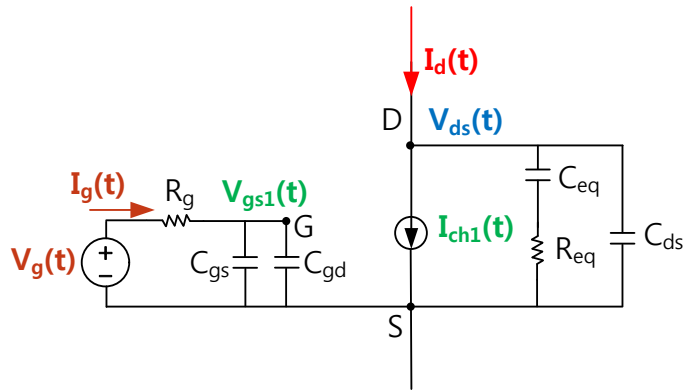 I_d(t)
D
V_ds(t)
I_g(t)
R_g
V_gs1(t)
G
C_eq
I_ch1(t)
V_g(t)
+
−
C_gs
C_gd
R_eq
C_ds
S